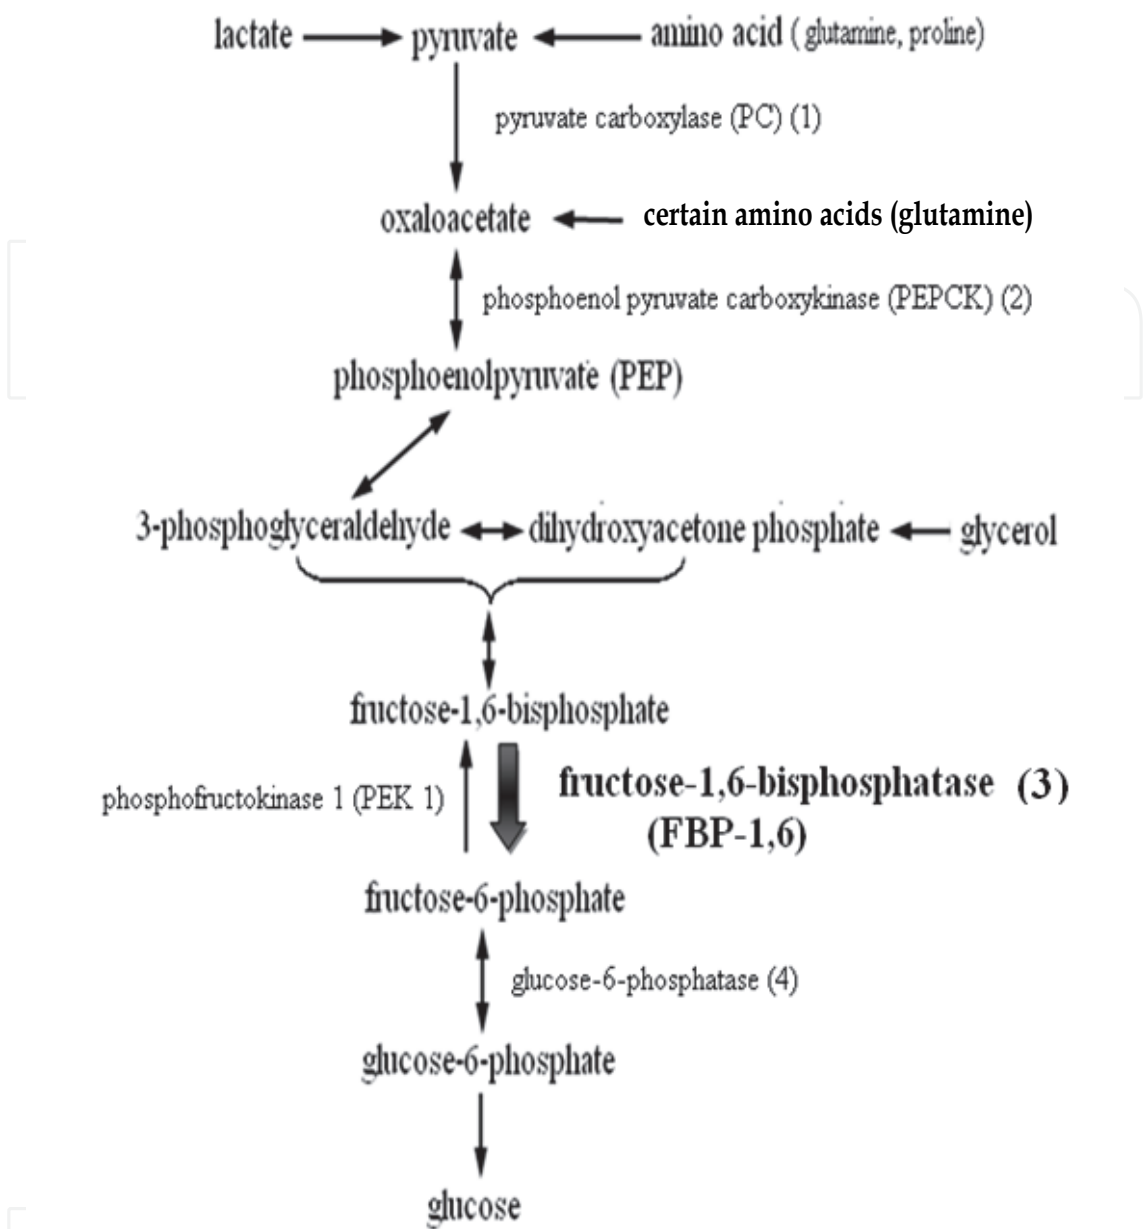 lactate pyruvate amino acid ( glutamine, proline)
pyruvate carboxylase (PC) (1)
oxaloacetate certain amino acids (glutamine)
phosphoenol pyruvate carboxykinase (PEPCK) (2)
phosphoenolpyruvate (PEP)
3-phosphoglyceraldehyde dihydroxyacetone phosphate glycerol
fructose-1,6-bisphosphate
phosphofructokinase 1 (PEK 1) fructose-1,6-bisphosphatase (3)
(FBP-1,6)
fructose-6-phosphate
glucose-6-phosphatase (4)
glucose-6-phosphate
glucose